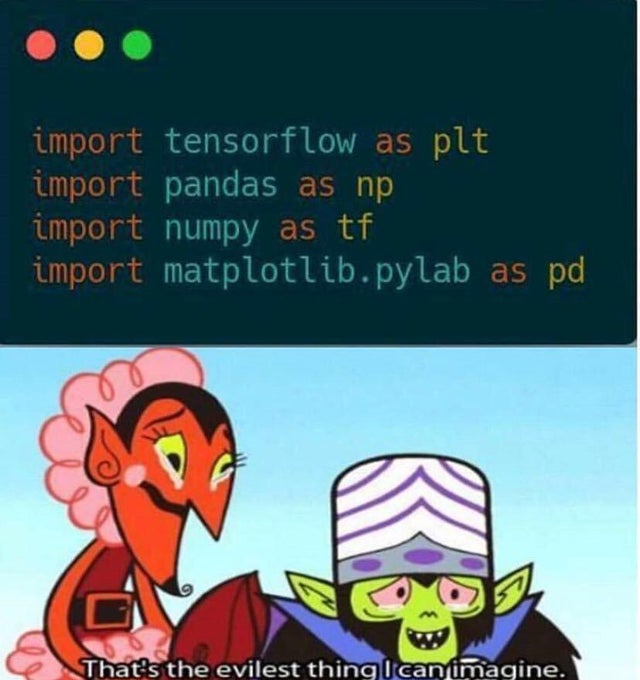 import tensorflow as plt
import pandas as np
import numpy as tf
import matplotlib.pylab as pd
That's the evilest thing I can imagine.